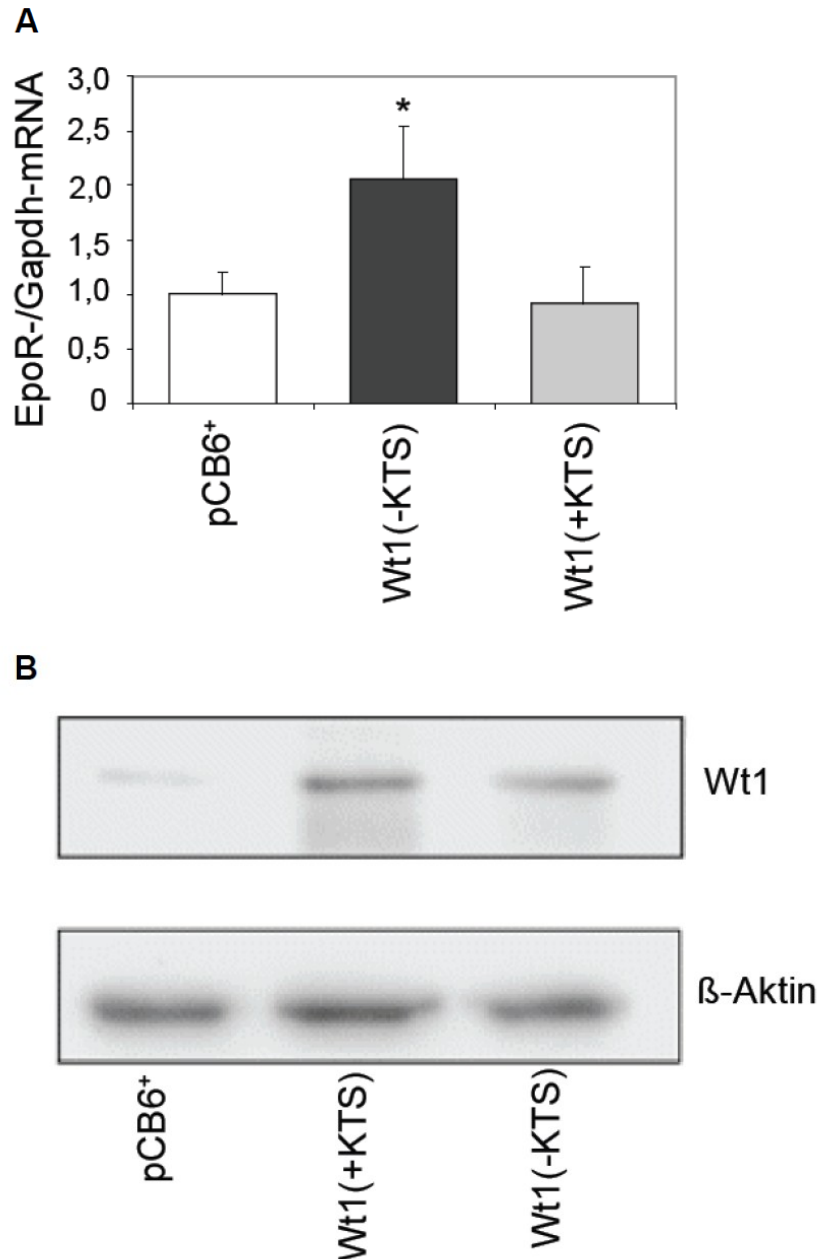 A
EpoR-/Gapdh-mRNA
3,0
2,5
2,0
1,5
1,0
0,5
0
*
pCB6⁺
Wt1(-KTS)
Wt1(+KTS)
B
Wt1
ß-Aktin
pCB6⁺
Wt1(+KTS)
Wt1(-KTS)